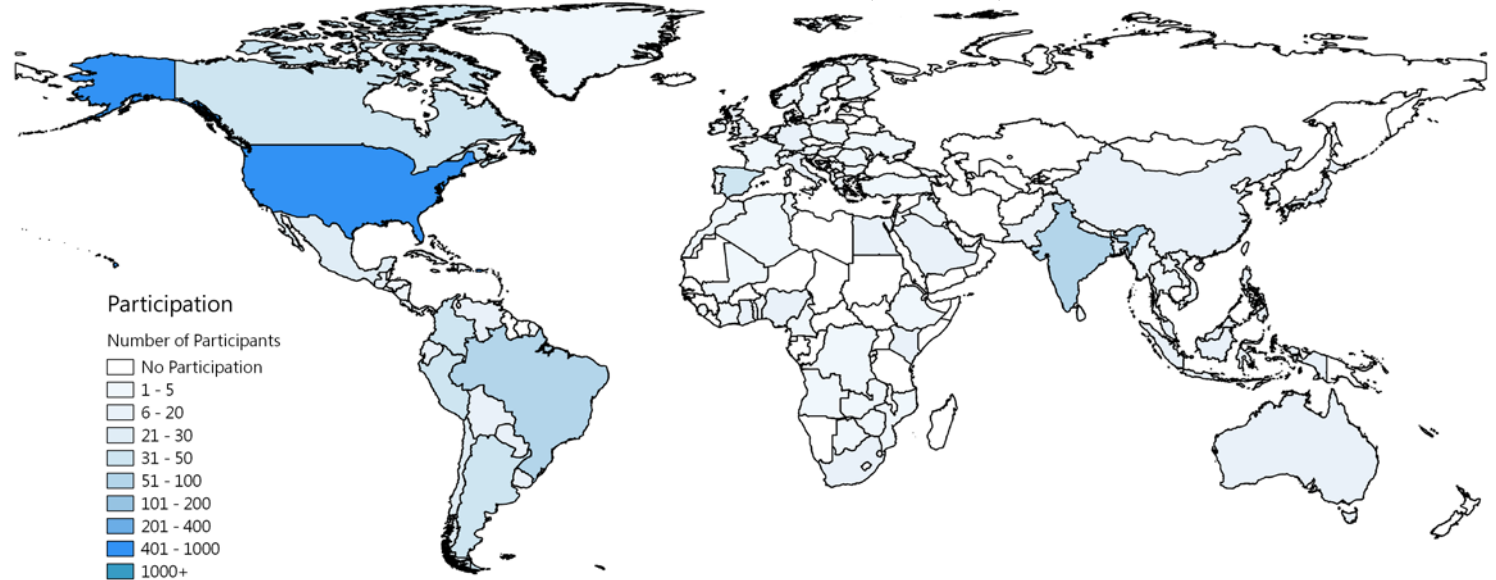 Participation
Number of Participants
No Participation
1 - 5
6 - 20
21 - 30
31 - 50
51 - 100
101 - 200
201 - 400
401 - 1000
1000+